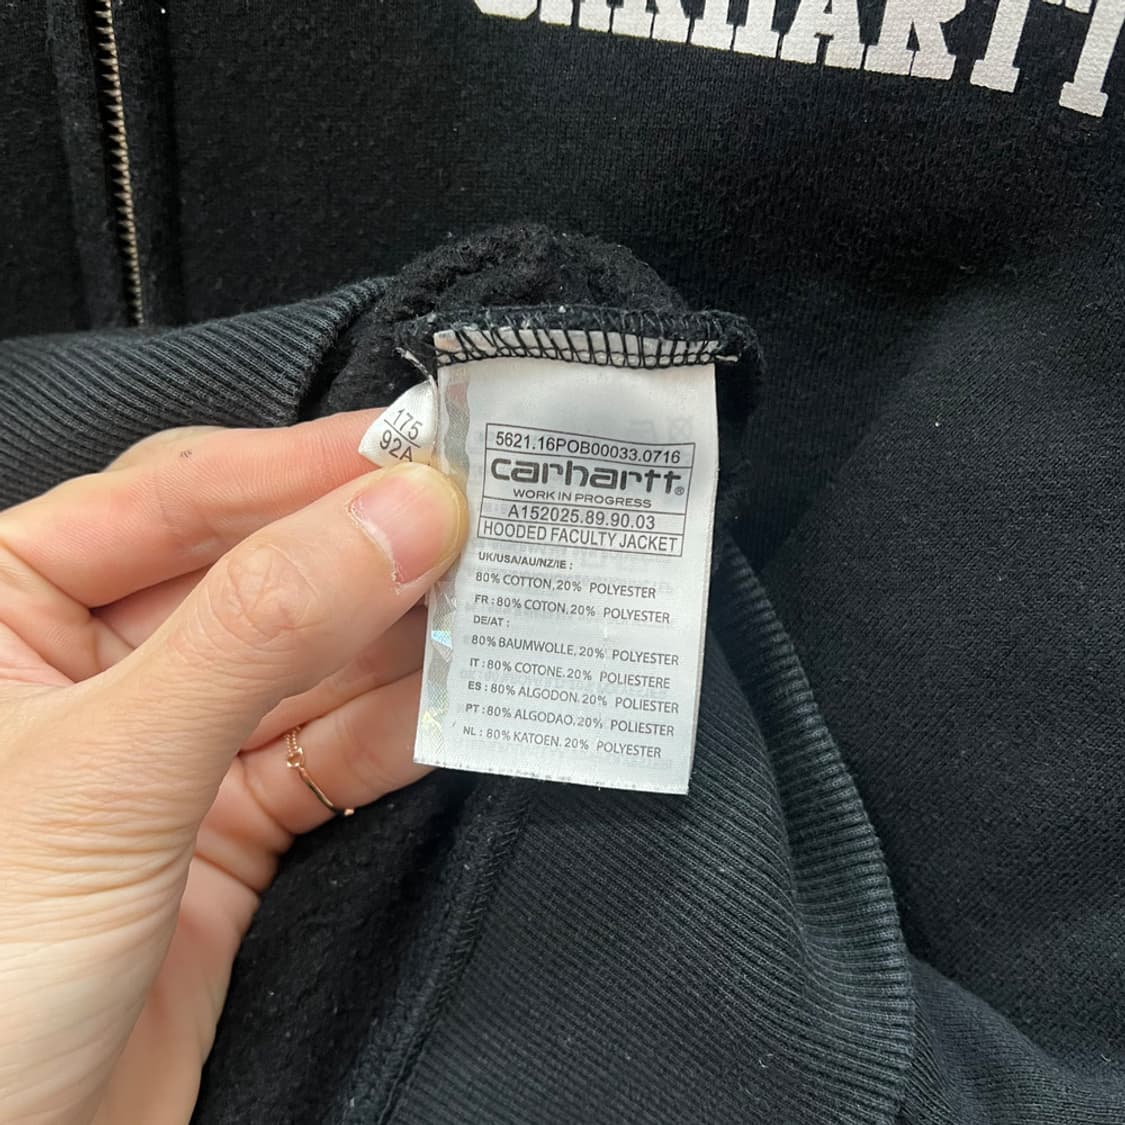 CARHARTT
175
92A
5621.16POB00033.0716
carhartt®
WORK IN PROGRESS
A152025.89.90.03
HOODED FACULTY JACKET
UK/USA/AU/NZ/IE :
80% COTTON,20% POLYESTER
FR :80% COTON,20% POLYESTER
DE/AT :
80% BAUMWOLLE, 20% POLYESTER
IT : 80% COTONE. 20% POLIESTERE
ES : 80% ALGODON. 20% POLIESTER
PT : 80% ALGODAO, 20% POLIESTER
NL : 80% KATOEN. 20% POLYESTER